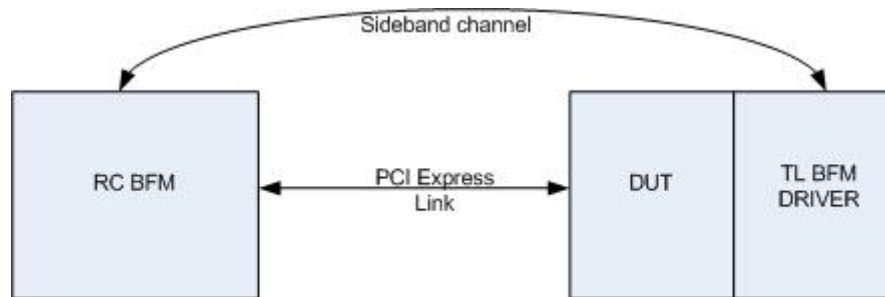 Sideband channel
RC BFM
PCI Express
Link
DUT
TL BFM
DRIVER